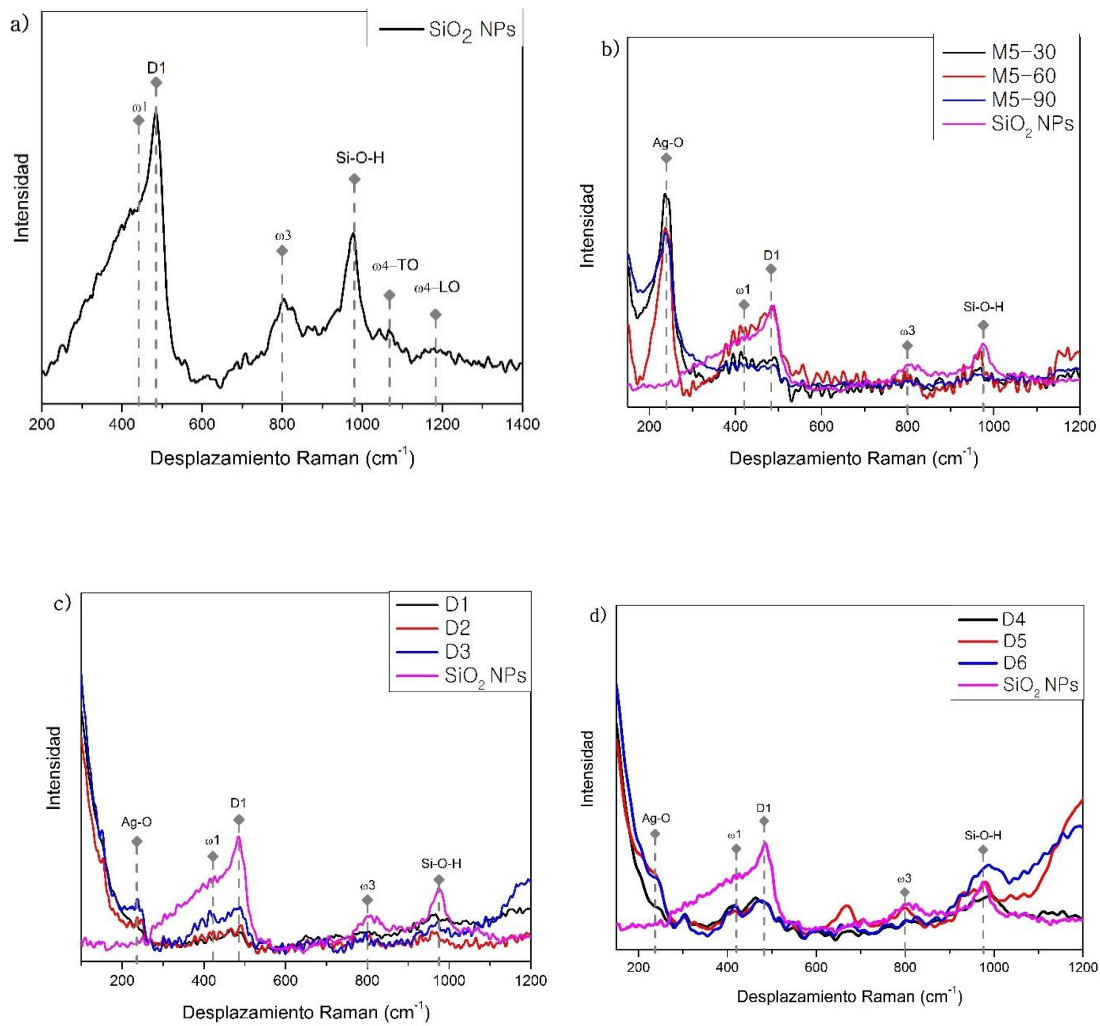 a)
SiO2 NPs
D1
ω1
Si-O-H
ω3
ω4-TO
ω4-LO
Intensidad
200 400 600 800 1000 1200 1400
Desplazamiento Raman (cm-1)
b)
M5-30
M5-60
M5-90
SiO2 NPs
Ag-O
D1
ω1
Si-O-H
ω3
Intensidad
200 400 600 800 1000 1200
Desplazamiento Raman (cm-1)
c)
D1
D2
D3
SiO2 NPs
D1
Ag-O
ω1
Si-O-H
ω3
Intensidad
200 400 600 800 1000 1200
Desplazamiento Raman (cm-1)
d)
D4
D5
D6
SiO2 NPs
D1
Ag-O
ω1
Si-O-H
ω3
Intensidad
200 400 600 800 1000 1200
Desplazamiento Raman (cm-1)